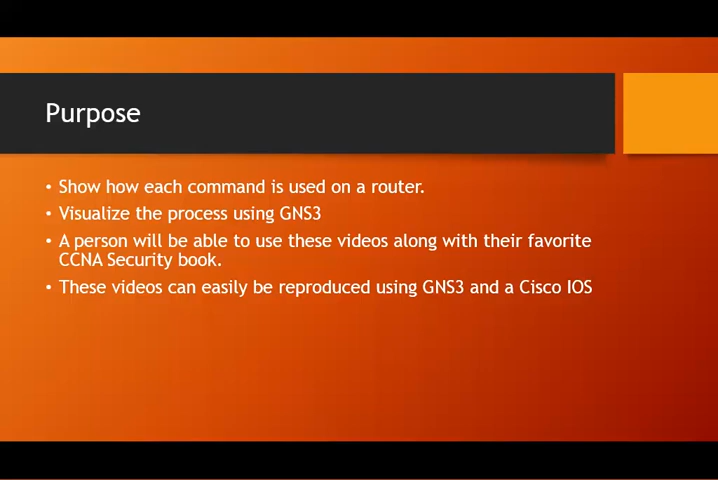 Purpose
• Show how each command is used on a router.
• Visualize the process using GNS3
• A person will be able to use these videos along with their favorite
CCNA Security book.
• These videos can easily be reproduced using GNS3 and a Cisco IOS